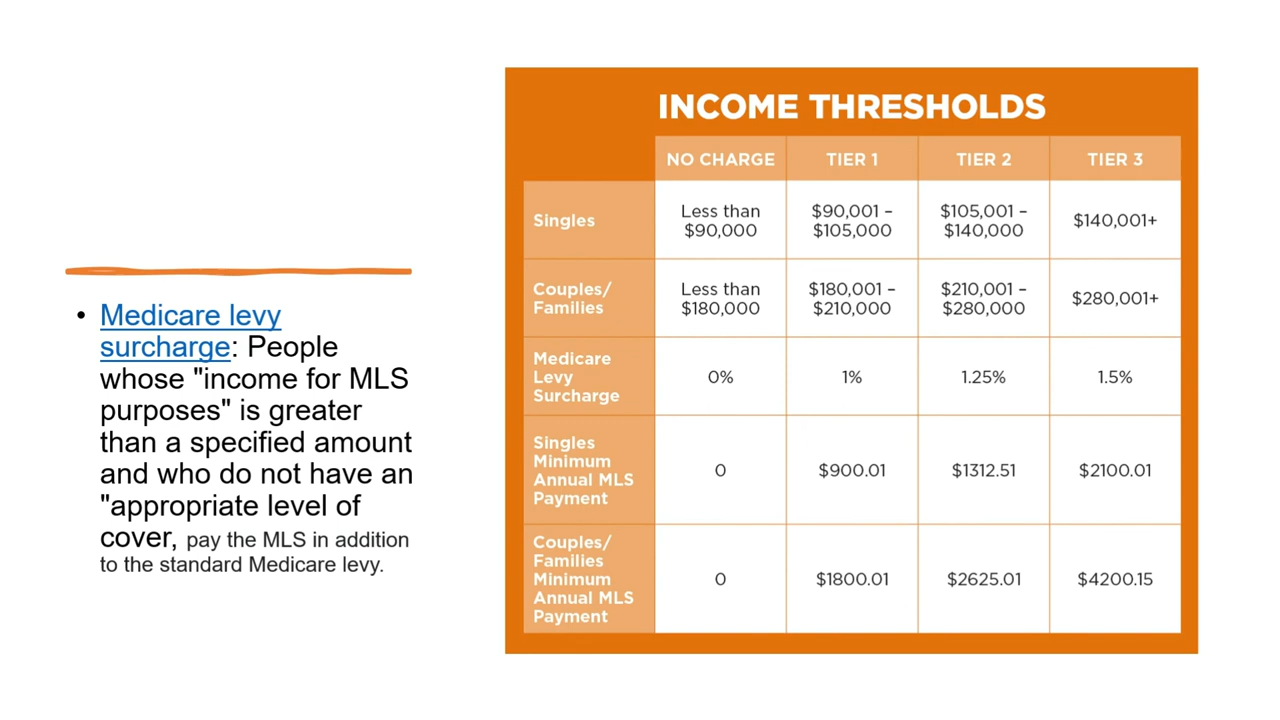 • Medicare levy
surcharge: People
whose "income for MLS
purposes" is greater
than a specified amount
and who do not have an
"appropriate level of
cover, pay the MLS in addition
to the standard Medicare levy.
INCOME THRESHOLDS
NO CHARGE TIER 1 TIER 2 TIER 3
Singles
Less than
$90,000
$90,001 –
$105,000
$105,001 –
$140,000
$140,001+
Couples/
Families
Less than
$180,000
$180,001 –
$210,000
$210,001 –
$280,000
$280,001+
Medicare
Levy
Surcharge
0%
1%
1.25%
1.5%
Singles
Minimum
Annual MLS
Payment
0
$900.01
$1312.51
$2100.01
Couples/
Families
Minimum
Annual MLS
Payment
0
$1800.01
$2625.01
$4200.15